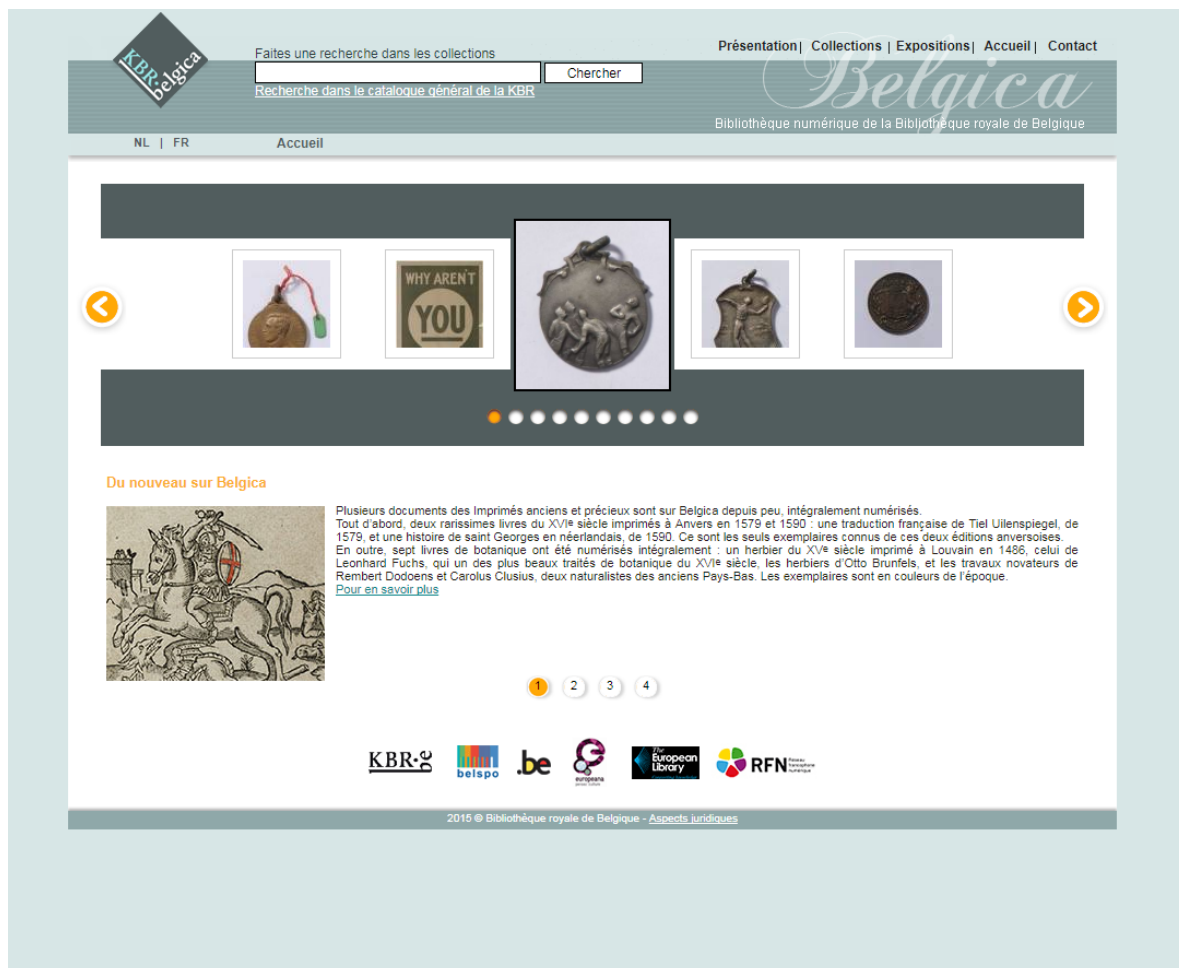 KBR·belgica
Faites une recherche dans les collections
Chercher
Recherche dans le catalogue général de la KBR
Présentation | Collections | Expositions | Accueil | Contact
Belgica
Bibliothèque numérique de la Bibliothèque royale de Belgique
NL | FR
Accueil
WHY AREN'T
YOU
Du nouveau sur Belgica
Plusieurs documents des Imprimés anciens et précieux sont sur Belgica depuis peu, intégralement numérisés.
Tout d'abord, deux rarissimes livres du XVIe siècle imprimés à Anvers en 1579 et 1590 : une traduction française de Tiel Uilenspiegel, de
1579, et une histoire de saint Georges en néerlandais, de 1590. Ce sont les seuls exemplaires connus de ces deux éditions anversoises.
En outre, sept livres de botanique ont été numérisés intégralement : un herbier du XVe siècle imprimé à Louvain en 1486, celui de
Leonhard Fuchs, qui un des plus beaux traités de botanique du XVIe siècle, les herbiers d'Otto Brunfels, et les travaux novateurs de
Rembert Dodoens et Carolus Clusius, deux naturalistes des anciens Pays-Bas. Les exemplaires sont en couleurs de l'époque.
Pour en savoir plus
1 2 3 4
KBR·
belspo
.be
europeana
The
European
Library
RFN
2015 © Bibliothèque royale de Belgique - Aspects juridiques